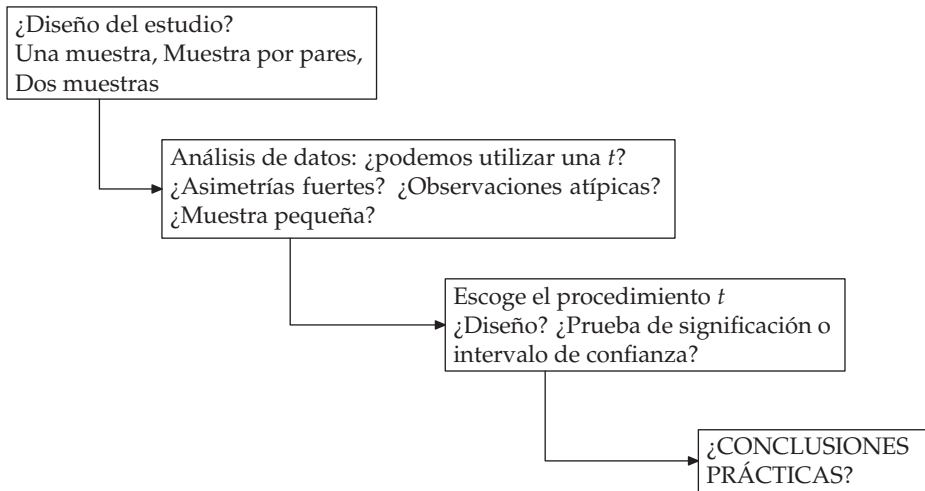 ¿Diseño del estudio?
Una muestra, Muestra por pares,
Dos muestras
Análisis de datos: ¿podemos utilizar una t?
¿Asimetrías fuertes? ¿Observaciones atípicas?
¿Muestra pequeña?
Escoge el procedimiento t
¿Diseño? ¿Prueba de significación o
intervalo de confianza?
¿CONCLUSIONES
PRÁCTICAS?